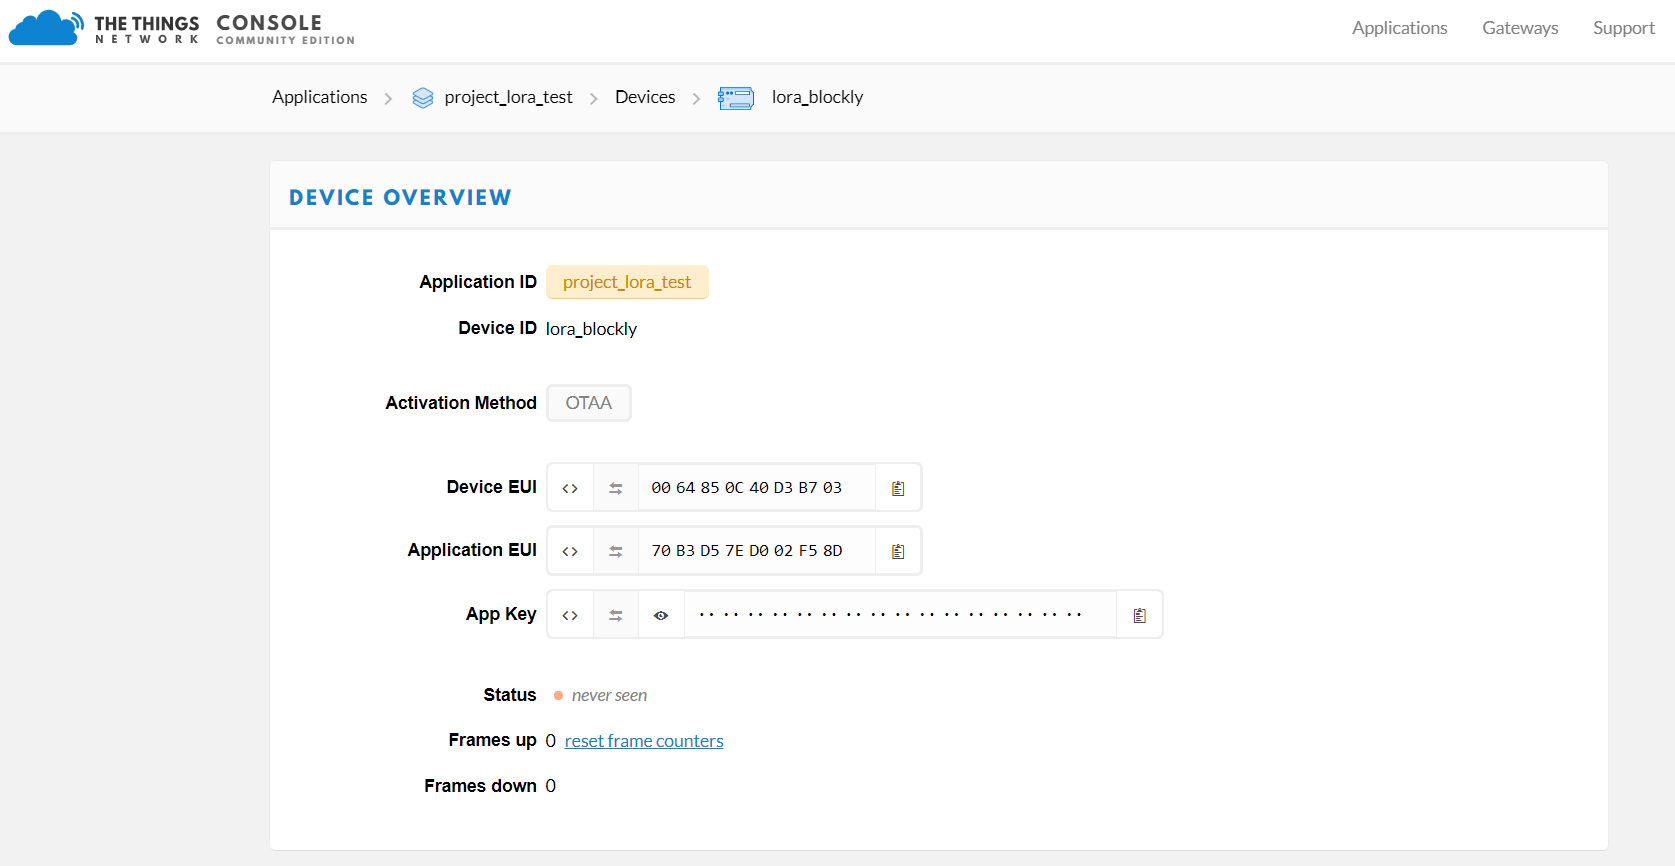 THE THINGS NETWORK CONSOLE COMMUNITY EDITION
Applications Gateways Support
Applications > project_lora_test > Devices > lora_blockly
DEVICE OVERVIEW
Application ID project_lora_test
Device ID lora_blockly
Activation Method OTAA
Device EUI <> 00 64 85 0C 40 D3 B7 03
Application EUI <> 70 B3 D5 7E D0 02 F5 8D
App Key <> ·· ·· ·· ·· ·· ·· ·· ·· ·· ·· ·· ·· ·· ·· ·· ··
Status never seen
Frames up 0 reset frame counters
Frames down 0